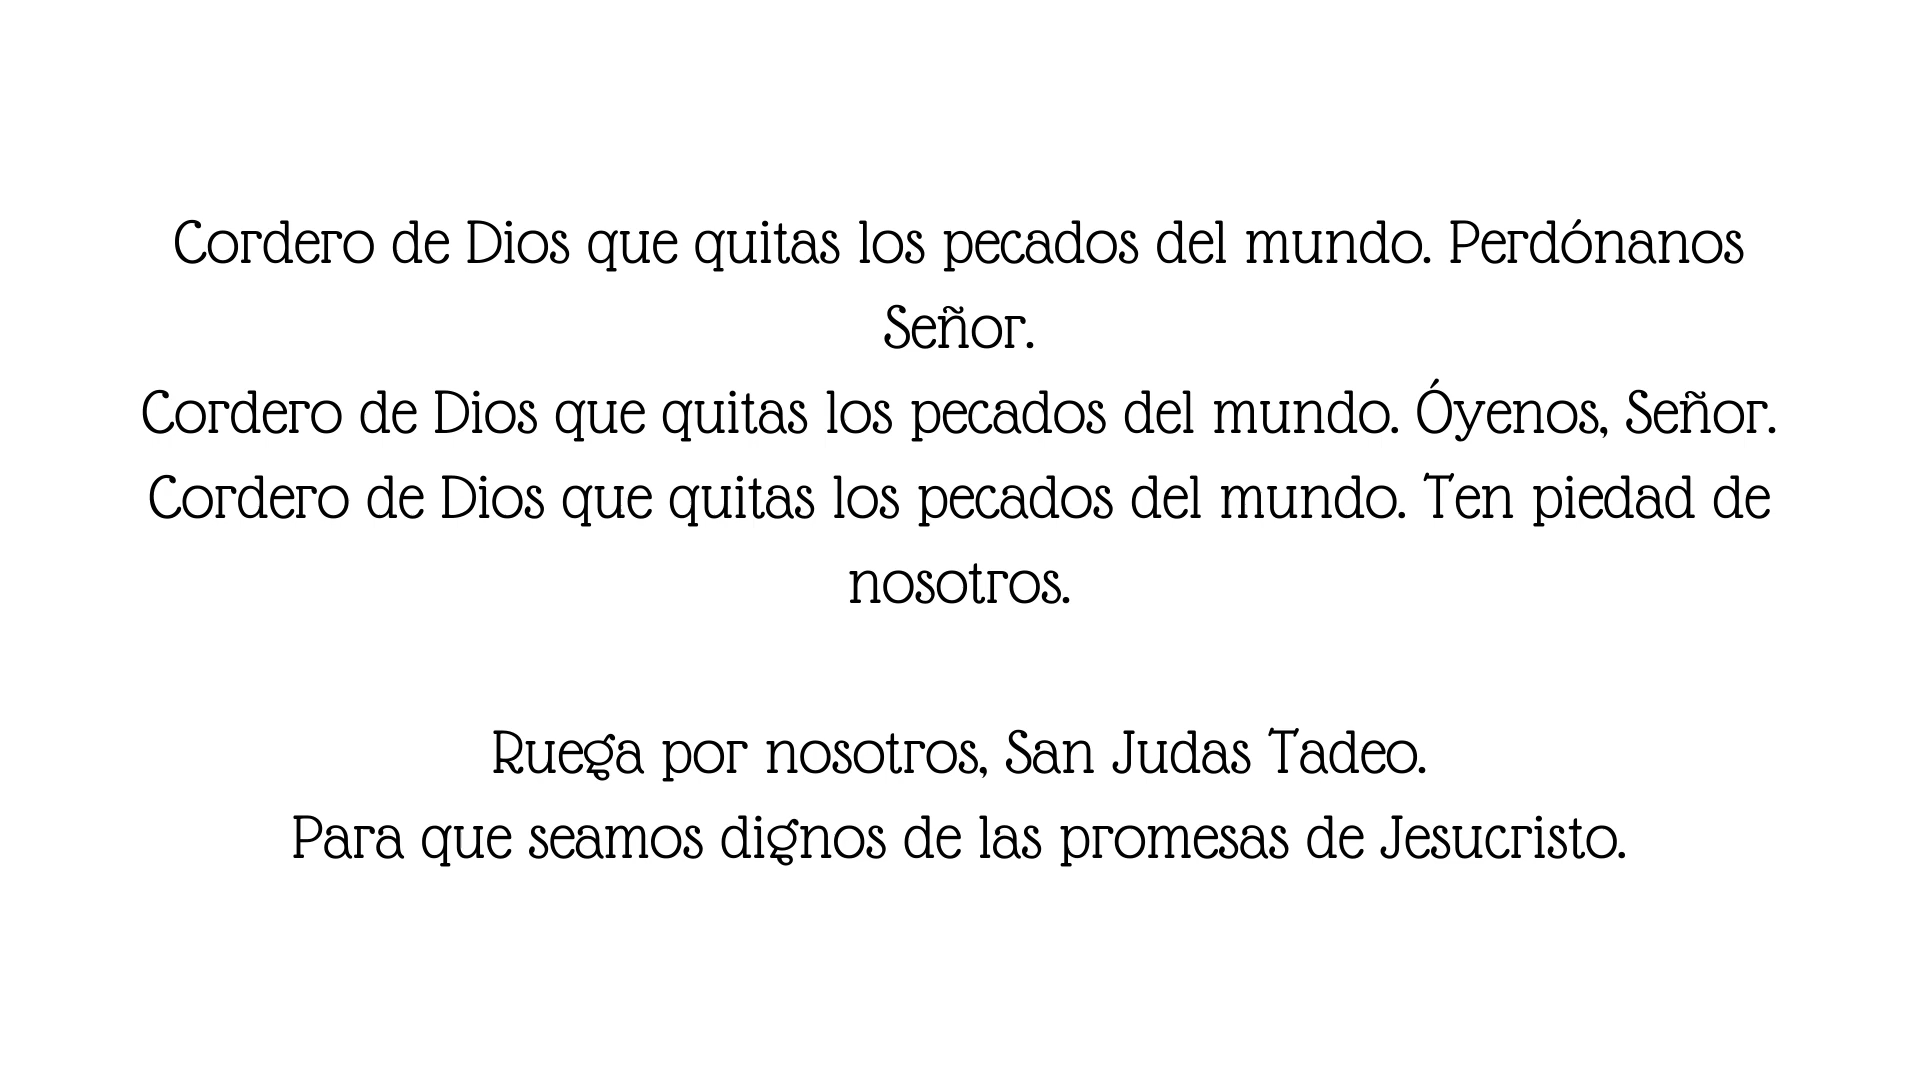 Cordero de Dios que quitas los pecados del mundo. Perdónanos
Señor.
Cordero de Dios que quitas los pecados del mundo. Óyenos, Señor.
Cordero de Dios que quitas los pecados del mundo. Ten piedad de
nosotros.
Ruega por nosotros, San Judas Tadeo.
Para que seamos dignos de las promesas de Jesucristo.